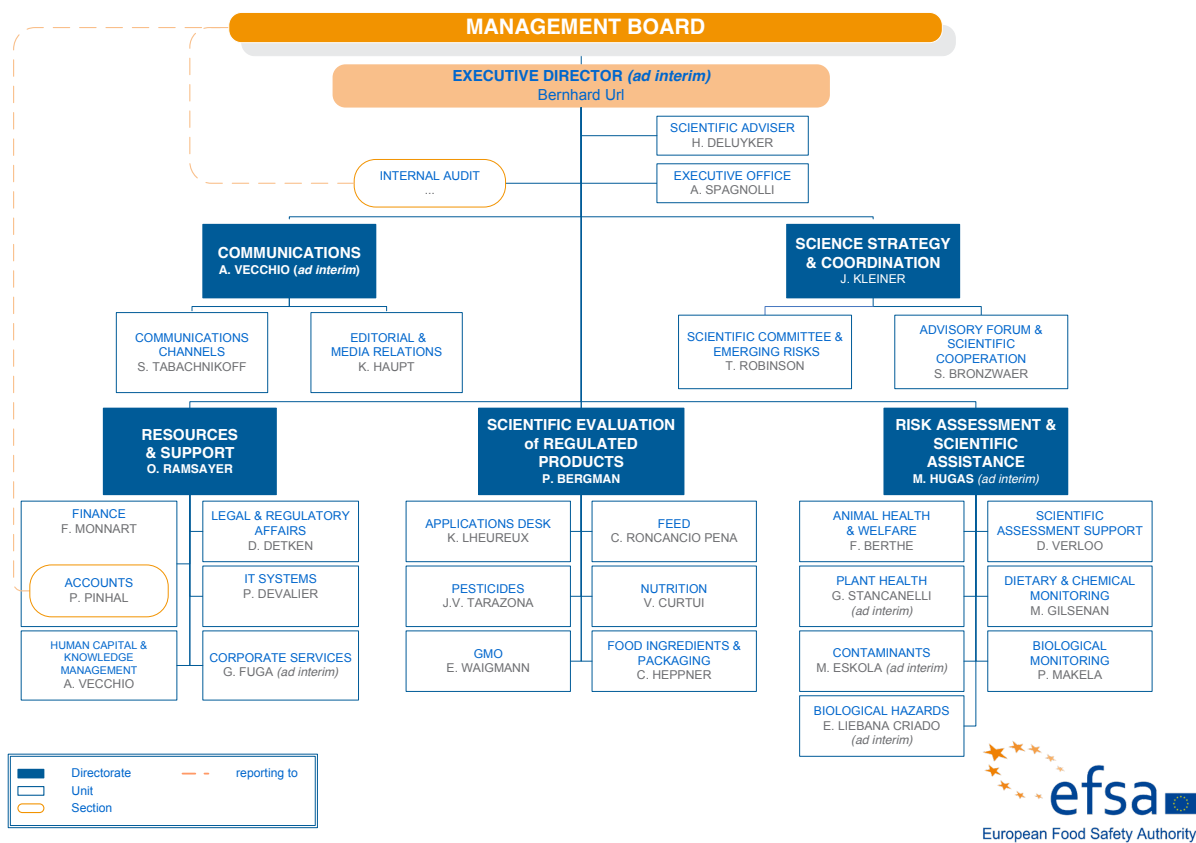 MANAGEMENT BOARD
EXECUTIVE DIRECTOR (ad interim)
Bernhard Url
SCIENTIFIC ADVISER
H. DELUYKER
INTERNAL AUDIT
...
EXECUTIVE OFFICE
A. SPAGNOLLI
COMMUNICATIONS
A. VECCHIO (ad interim)
SCIENCE STRATEGY
& COORDINATION
J. KLEINER
COMMUNICATIONS
CHANNELS
S. TABACHNIKOFF
EDITORIAL &
MEDIA RELATIONS
K. HAUPT
SCIENTIFIC COMMITTEE &
EMERGING RISKS
T. ROBINSON
ADVISORY FORUM &
SCIENTIFIC
COOPERATION
S. BRONZWAER
RESOURCES
& SUPPORT
O. RAMSAYER
SCIENTIFIC EVALUATION
of REGULATED
PRODUCTS
P. BERGMAN
RISK ASSESSMENT &
SCIENTIFIC
ASSISTANCE
M. HUGAS (ad interim)
FINANCE
F. MONNART
LEGAL & REGULATORY
AFFAIRS
D. DETKEN
ACCOUNTS
P. PINHAL
IT SYSTEMS
P. DEVALIER
HUMAN CAPITAL &
KNOWLEDGE
MANAGEMENT
A. VECCHIO
CORPORATE SERVICES
G. FUGA (ad interim)
APPLICATIONS DESK
K. LHEUREUX
FEED
C. RONCANCIO PENA
PESTICIDES
J.V. TARAZONA
NUTRITION
V. CURTUI
GMO
E. WAIGMANN
FOOD INGREDIENTS &
PACKAGING
C. HEPPNER
ANIMAL HEALTH
& WELFARE
F. BERTHE
SCIENTIFIC
ASSESSMENT SUPPORT
D. VERLOO
PLANT HEALTH
G. STANCANELLI
(ad interim)
DIETARY & CHEMICAL
MONITORING
M. GILSENAN
CONTAMINANTS
M. ESKOLA (ad interim)
BIOLOGICAL
MONITORING
P. MAKELA
BIOLOGICAL HAZARDS
E. LIEBANA CRIADO
(ad interim)
Directorate
reporting to
Unit
Section
efsa
European Food Safety Authority